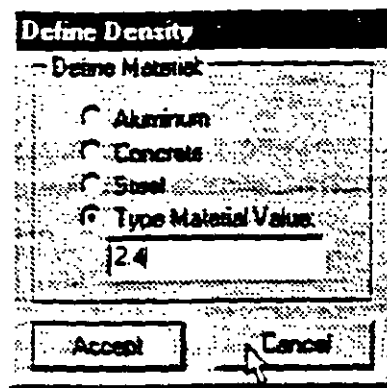 Define Density
Define Material:
Aluminum
Concrete
Steel
Type Material Value:
2.4
Accept
Cancel